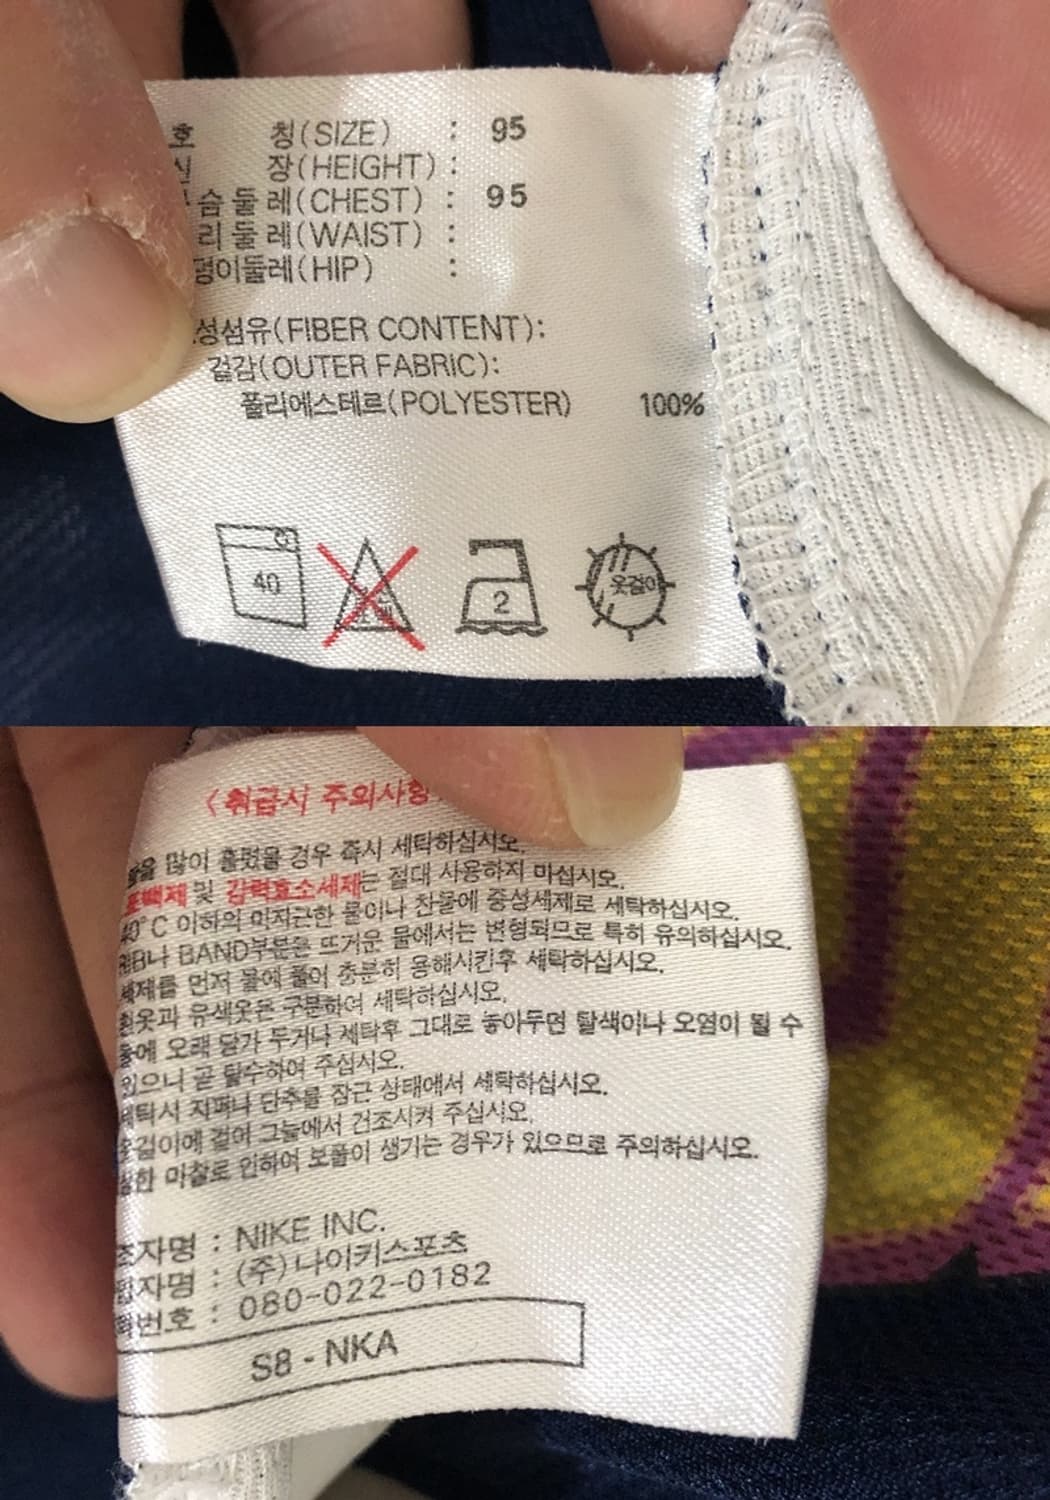 호 칭(SIZE) : 95
장(HEIGHT) :
슴둘레(CHEST) : 95
리둘레(WAIST) :
덩이둘레(HIP) :
성섬유(FIBER CONTENT):
겉감(OUTER FABRIC):
폴리에스테르(POLYESTER) 100%
40
2
옷걸이
<취급시 주의사항
땀을 많이 흘렸을 경우 즉시 세탁하십시오.
표백제 및 강력효소세제는 절대 사용하지 마십시오.
40°C 이하의 미지근한 물이나 찬물에 중성세제로 세탁하십시오.
BAND부분은 뜨거운 물에서는 변형되므로 특히 유의하십시오.
세제를 먼저 물에 풀어 충분히 용해시킨후 세탁하십시오.
흰옷과 유색옷은 구분하여 세탁하십시오.
물에 오래 담가 두거나 세탁후 그대로 놓아두면 탈색이나 오염이 될 수
있으니 곧 탈수하여 주십시오.
세탁시 지퍼나 단추를 잠근 상태에서 세탁하십시오.
옷걸이에 걸어 그늘에서 건조시켜 주십시오.
심한 마찰로 인하여 보풀이 생기는 경우가 있으므로 주의하십시오.
조자명 : NIKE INC.
입자명 : (주)나이키스포츠
화번호 : 080-022-0182
S8 - NKA